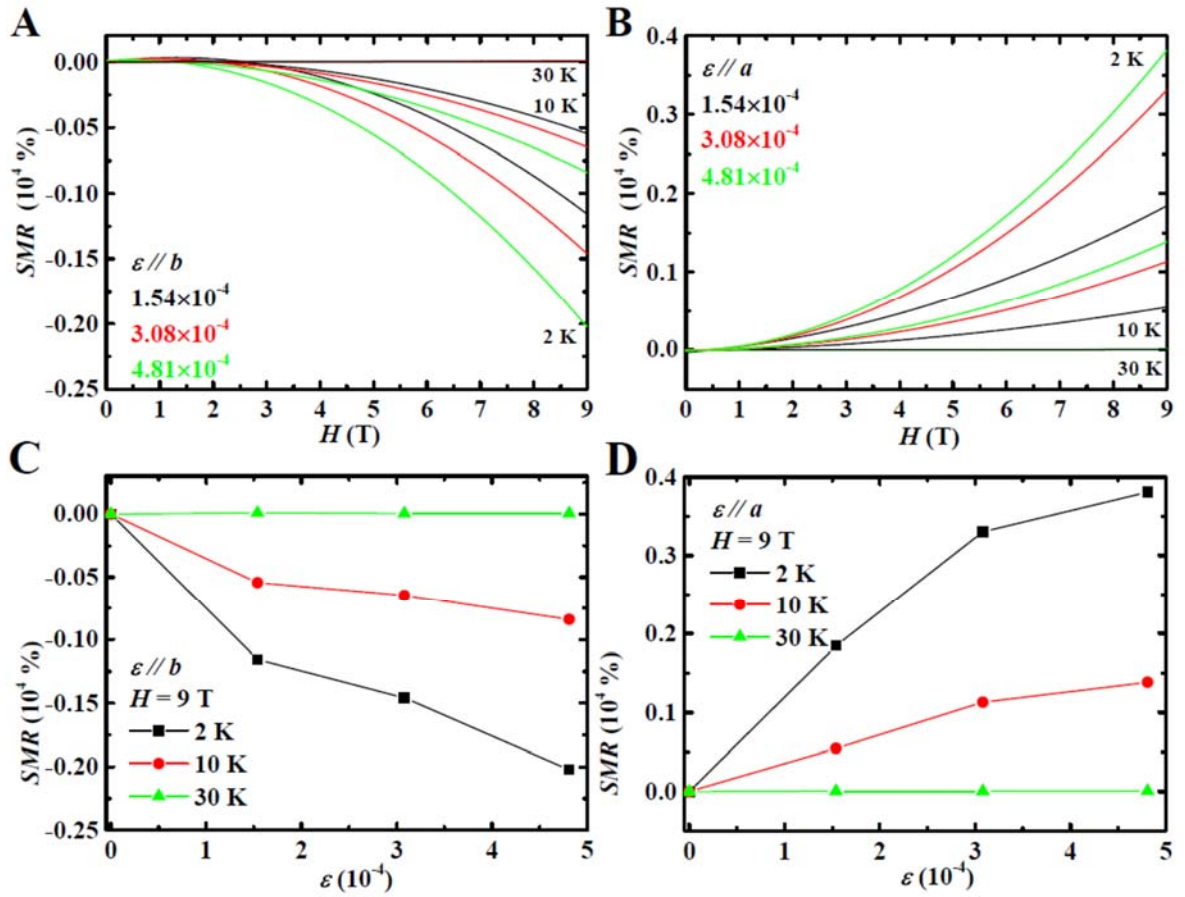 A
0.00
-0.05
-0.10
-0.15
-0.20
-0.25
SMR (10⁴ %)
30 K
10 K
ε // b
1.54×10⁻⁴
3.08×10⁻⁴
4.81×10⁻⁴
2 K
0 1 2 3 4 5 6 7 8 9
H (T)
B
0.4
0.3
0.2
0.1
0.0
SMR (10⁴ %)
ε // a
1.54×10⁻⁴
3.08×10⁻⁴
4.81×10⁻⁴
2 K
10 K
30 K
0 1 2 3 4 5 6 7 8 9
H (T)
C
0.00
-0.05
-0.10
-0.15
-0.20
-0.25
SMR (10⁴ %)
ε // b
H = 9 T
2 K
10 K
30 K
0 1 2 3 4 5
ε (10⁻⁴)
D
0.4
0.3
0.2
0.1
0.0
SMR (10⁴ %)
ε // a
H = 9 T
2 K
10 K
30 K
0 1 2 3 4 5
ε (10⁻⁴)